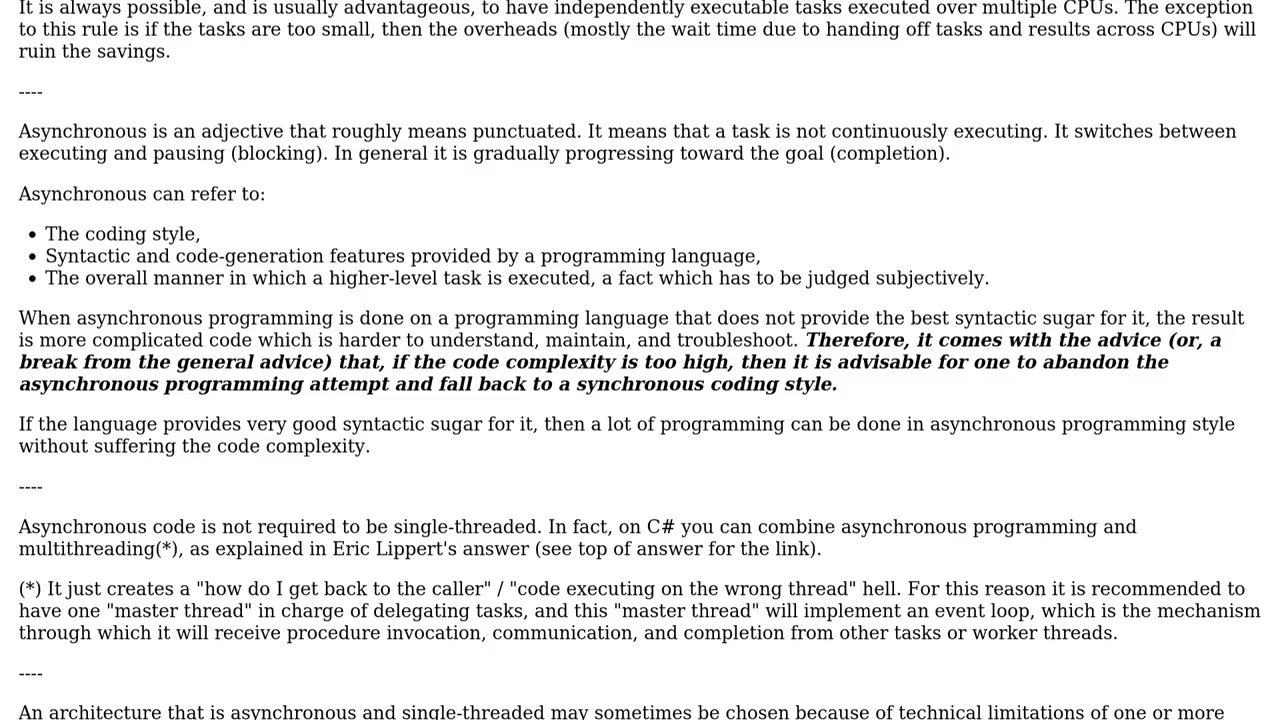 It is always possible, and is usually advantageous, to have independently executable tasks executed over multiple CPUs. The exception
to this rule is if the tasks are too small, then the overheads (mostly the wait time due to handing off tasks and results across CPUs) will
ruin the savings.
----
Asynchronous is an adjective that roughly means punctuated. It means that a task is not continuously executing. It switches between
executing and pausing (blocking). In general it is gradually progressing toward the goal (completion).
Asynchronous can refer to:
• The coding style,
• Syntactic and code-generation features provided by a programming language,
• The overall manner in which a higher-level task is executed, a fact which has to be judged subjectively.
When asynchronous programming is done on a programming language that does not provide the best syntactic sugar for it, the result
is more complicated code which is harder to understand, maintain, and troubleshoot. Therefore, it comes with the advice (or, a
break from the general advice) that, if the code complexity is too high, then it is advisable for one to abandon the
asynchronous programming attempt and fall back to a synchronous coding style.
If the language provides very good syntactic sugar for it, then a lot of programming can be done in asynchronous programming style
without suffering the code complexity.
----
Asynchronous code is not required to be single-threaded. In fact, on C# you can combine asynchronous programming and
multithreading(*), as explained in Eric Lippert's answer (see top of answer for the link).
(*) It just creates a "how do I get back to the caller" / "code executing on the wrong thread" hell. For this reason it is recommended to
have one "master thread" in charge of delegating tasks, and this "master thread" will implement an event loop, which is the mechanism
through which it will receive procedure invocation, communication, and completion from other tasks or worker threads.
----
An architecture that is asynchronous and single-threaded may sometimes be chosen because of technical limitations of one or more